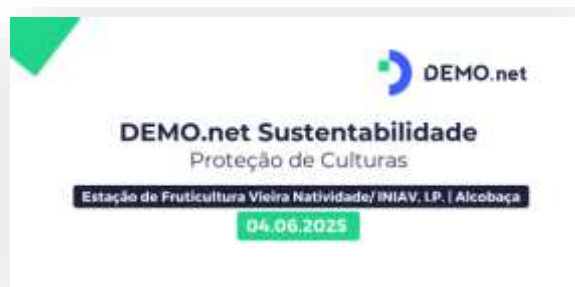 DEMO.net
DEMO.net Sustentabilidade
Proteção de Culturas
Estação de Fruticultura Vieira Natividade/ INIAV, I.P. | Alcobaça
04.06.2025